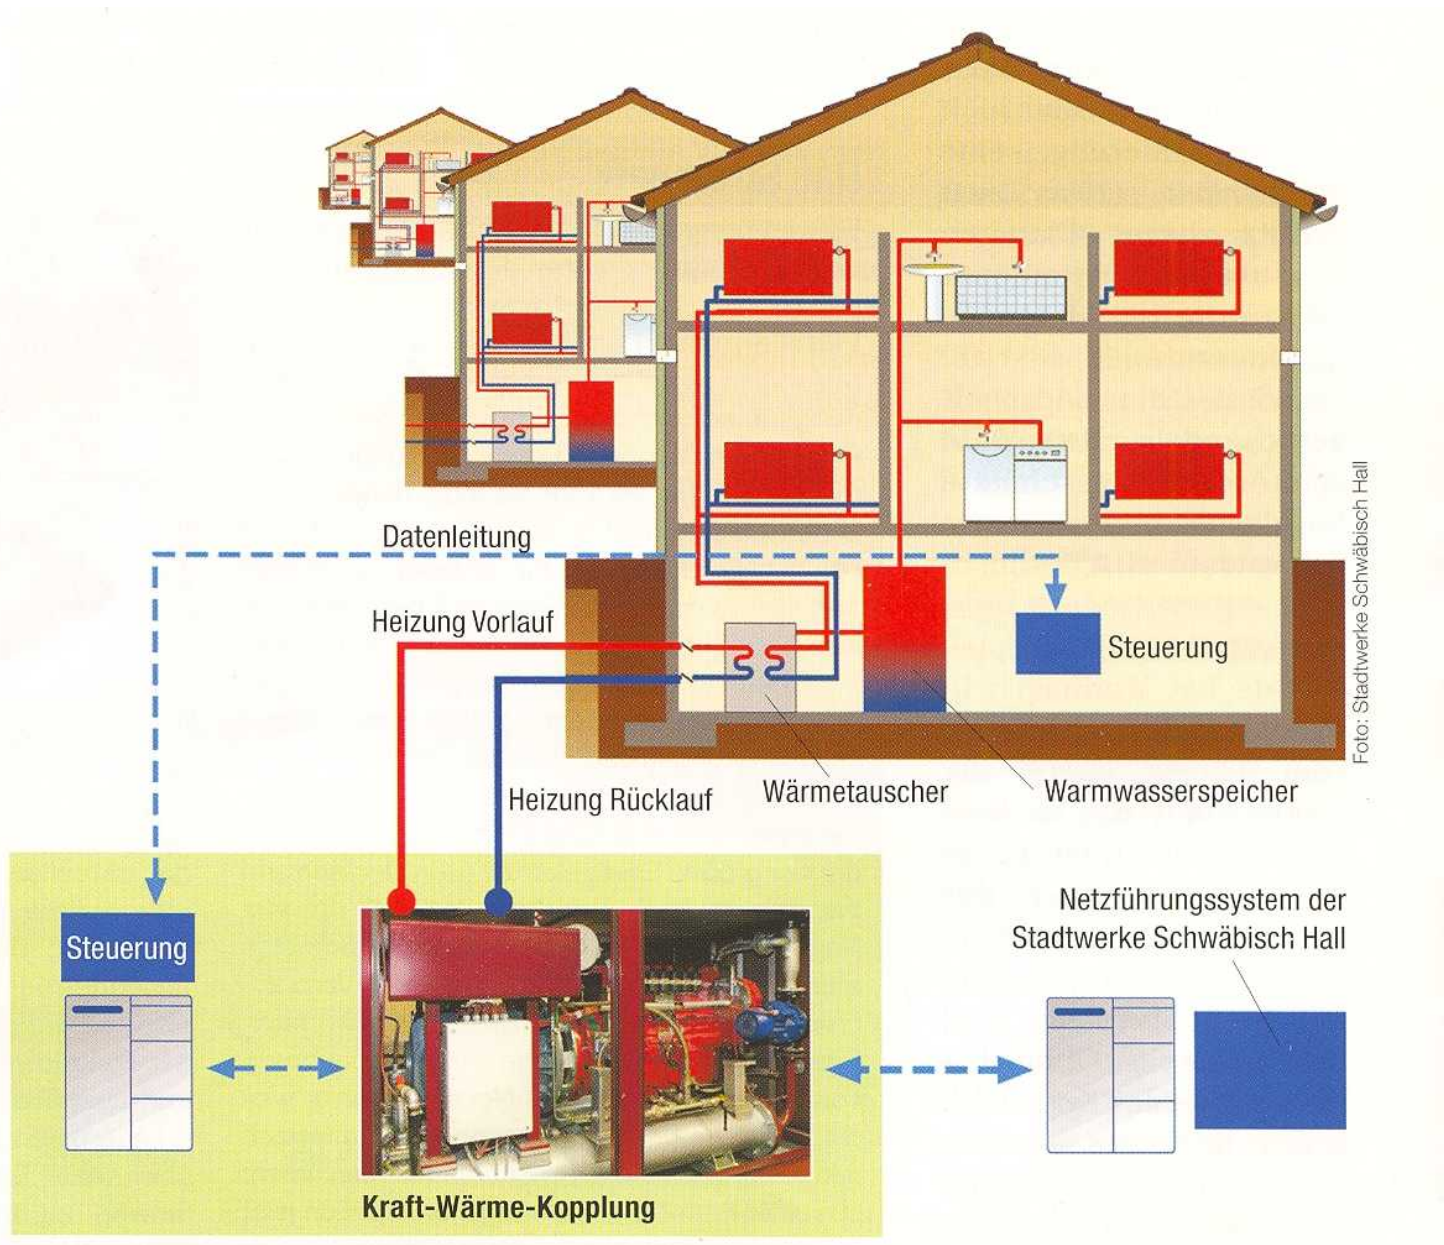 Datenleitung
Heizung Vorlauf
Steuerung
Foto: Stadtwerke Schwäbisch Hall
Heizung Rücklauf
Wärmetauscher
Warmwasserspeicher
Steuerung
Netzführungssystem der
Stadtwerke Schwäbisch Hall
Kraft-Wärme-Kopplung